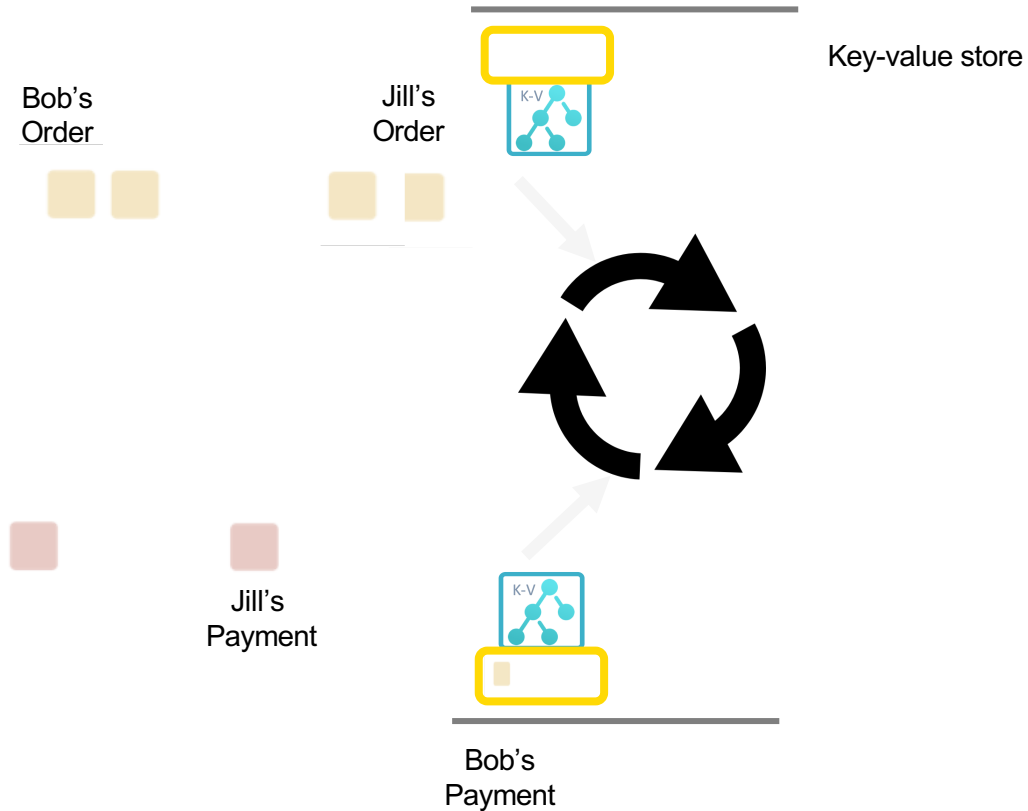 Key-value store
Bob’s
Order
Jill’s
Order
K-V
K-V
Jill’s
Payment
Bob’s
Payment